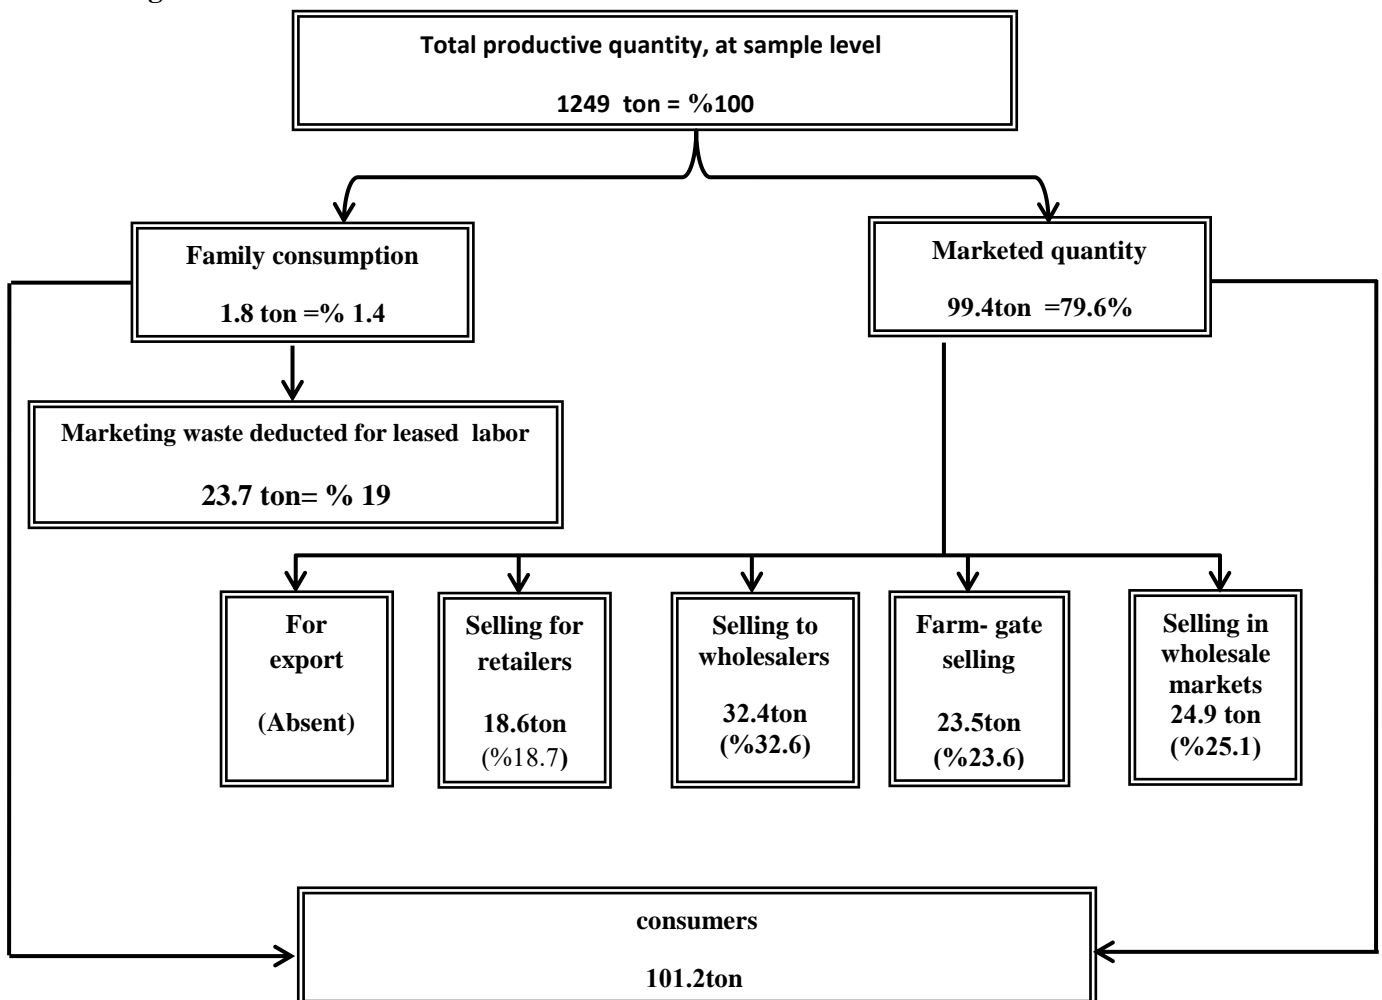 Total productive quantity, at sample level
1249 ton = %100
Family consumption
1.8 ton =% 1.4
Marketed quantity
99.4ton =79.6%
Marketing waste deducted for leased labor
23.7 ton= % 19
For
export
(Absent)
Selling for
retailers
18.6ton
(%18.7)
Selling to
wholesalers
32.4ton
(%32.6)
Farm- gate
selling
23.5ton
(%23.6)
Selling in
wholesale
markets
24.9 ton
(%25.1)
consumers
101.2ton